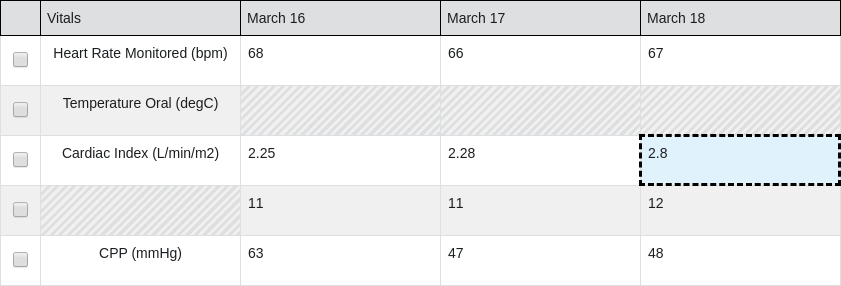 Vitals March 16 March 17 March 18
Heart Rate Monitored (bpm) 68 66 67
Temperature Oral (degC)
Cardiac Index (L/min/m2) 2.25 2.28 2.8
11 11 12
CPP (mmHg) 63 47 48